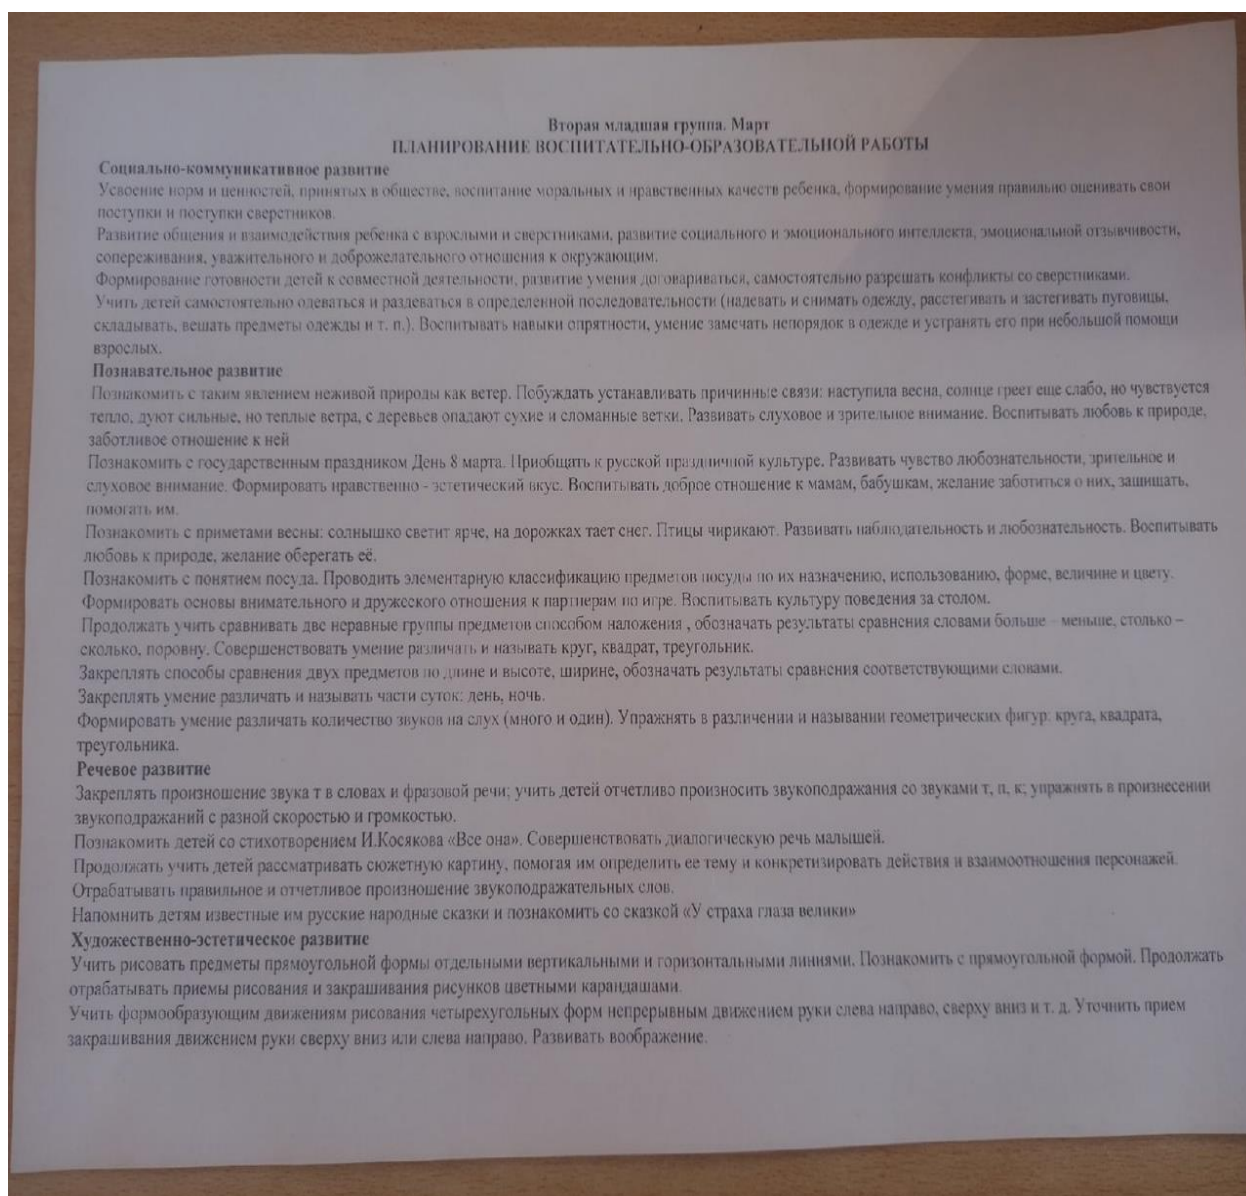 Вторая младшая группа. Март
ПЛАНИРОВАНИЕ ВОСПИТАТЕЛЬНО-ОБРАЗОВАТЕЛЬНОЙ РАБОТЫ
Социально-коммуникативное развитие
Усвоение норм и ценностей, принятых в обществе, воспитание моральных и нравственных качеств ребенка, формирование умения правильно оценивать свои
поступки и поступки сверстников.
Развитие общения и взаимодействия ребенка с взрослыми и сверстниками, развитие социального и эмоционального интеллекта, эмоциональной отзывчивости,
сопереживания, уважительного и доброжелательного отношения к окружающим.
Формирование готовности детей к совместной деятельности, развитие умения договариваться, самостоятельно разрешать конфликты со сверстниками.
Учить детей самостоятельно одеваться и раздеваться в определенной последовательности (надевать и снимать одежду, расстегивать и застегивать пуговицы,
складывать, вешать предметы одежды и т. п.). Воспитывать навыки опрятности, умение замечать непорядок в одежде и устранять его при небольшой помощи
взрослых.
Познавательное развитие
Познакомить с таким явлением неживой природы как ветер. Побуждать устанавливать причинные связи: наступила весна, солнце греет еще слабо, но чувствуется
тепло, дуют сильные, но теплые ветра, с деревьев опадают сухие и сломанные ветки. Развивать слуховое и зрительное внимание. Воспитывать любовь к природе,
заботливое отношение к ней
Познакомить с государственным праздником День 8 марта. Приобщать к русской праздничной культуре. Развивать чувство любознательности, зрительное и
слуховое внимание. Формировать нравственно - эстетический вкус. Воспитывать доброе отношение к мамам, бабушкам, желание заботиться о них, защищать,
помогать им.
Познакомить с приметами весны: солнышко светит ярче, на дорожках тает снег. Птицы чирикают. Развивать наблюдательность и любознательность. Воспитывать
любовь к природе, желание оберегать её.
Познакомить с понятием посуда. Проводить элементарную классификацию предметов посуды по их назначению, использованию, форме, величине и цвету.
Формировать основы внимательного и дружеского отношения к партнерам по игре. Воспитывать культуру поведения за столом.
Продолжать учить сравнивать две неравные группы предметов способом наложения , обозначать результаты сравнения словами больше – меньше, столько –
сколько, поровну. Совершенствовать умение различать и называть круг, квадрат, треугольник.
Закреплять способы сравнения двух предметов по длине и высоте, ширине, обозначать результаты сравнения соответствующими словами.
Закреплять умение различать и называть части суток: день, ночь.
Формировать умение различать количество звуков на слух (много и один). Упражнять в различении и назывании геометрических фигур: круга, квадрата,
треугольника.
Речевое развитие
Закреплять произношение звука т в словах и фразовой речи; учить детей отчетливо произносить звукоподражания со звуками т, п, к; упражнять в произнесении
звукоподражаний с разной скоростью и громкостью.
Познакомить детей со стихотворением И.Косякова «Все она». Совершенствовать диалогическую речь малышей.
Продолжать учить детей рассматривать сюжетную картину, помогая им определить ее тему и конкретизировать действия и взаимоотношения персонажей.
Отрабатывать правильное и отчетливое произношение звукоподражательных слов.
Напомнить детям известные им русские народные сказки и познакомить со сказкой «У страха глаза велики»
Художественно-эстетическое развитие
Учить рисовать предметы прямоугольной формы отдельными вертикальными и горизонтальными линиями. Познакомить с прямоугольной формой. Продолжать
отрабатывать приемы рисования и закрашивания рисунков цветными карандашами.
Учить формообразующим движениям рисования четырехугольных форм непрерывным движением руки слева направо, сверху вниз и т. д. Уточнить прием
закрашивания движением руки сверху вниз или слева направо. Развивать воображение.